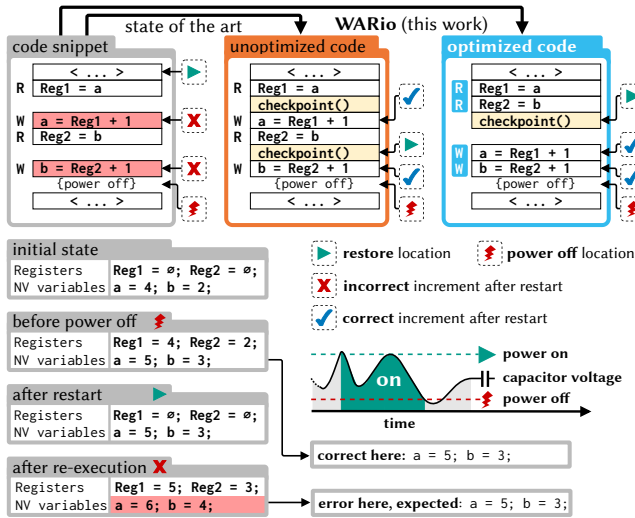 state of the art
WARio (this work)
code snippet
unoptimized code
optimized code
< ... >
R Reg1 = a
W a = Reg1 + 1
R Reg2 = b
W b = Reg2 + 1
{power off}
< ... >
< ... >
R Reg1 = a
checkpoint()
W a = Reg1 + 1
R Reg2 = b
checkpoint()
W b = Reg2 + 1
{power off}
< ... >
< ... >
R Reg1 = a
R Reg2 = b
checkpoint()
W a = Reg1 + 1
W b = Reg2 + 1
{power off}
< ... >
initial state
Registers Reg1 = ∅; Reg2 = ∅;
NV variables a = 4; b = 2;
before power off
Registers Reg1 = 4; Reg2 = 2;
NV variables a = 5; b = 3;
after restart
Registers Reg1 = ∅; Reg2 = ∅;
NV variables a = 5; b = 3;
after re-execution
Registers Reg1 = 5; Reg2 = 3;
NV variables a = 6; b = 4;
restore location
power off location
incorrect increment after restart
correct increment after restart
on
power on
capacitor voltage
power off
time
correct here: a = 5; b = 3;
error here, expected: a = 5; b = 3;